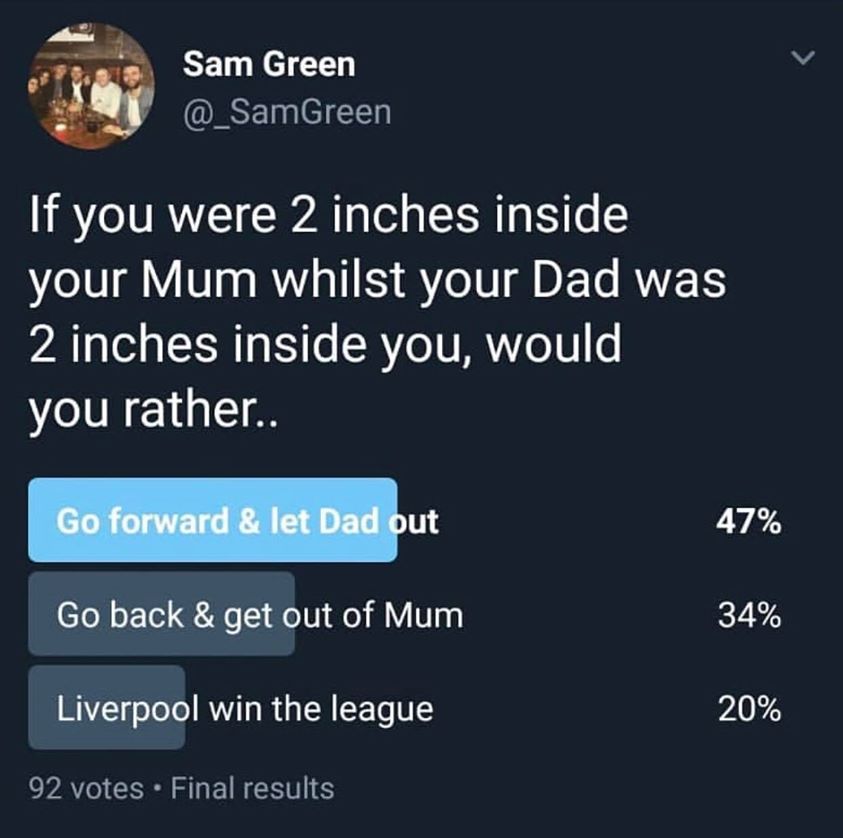 Sam Green
@_SamGreen
If you were 2 inches inside
your Mum whilst your Dad was
2 inches inside you, would
you rather..
Go forward & let Dad out 47%
Go back & get out of Mum 34%
Liverpool win the league 20%
92 votes • Final results